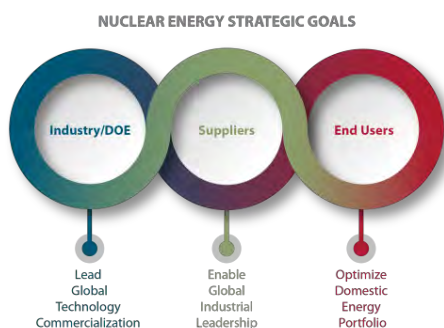 NUCLEAR ENERGY STRATEGIC GOALS
Industry/DOE
Suppliers
End Users
Lead
Global
Technology
Commercialization
Enable
Global
Industrial
Leadership
Optimize
Domestic
Energy
Portfolio